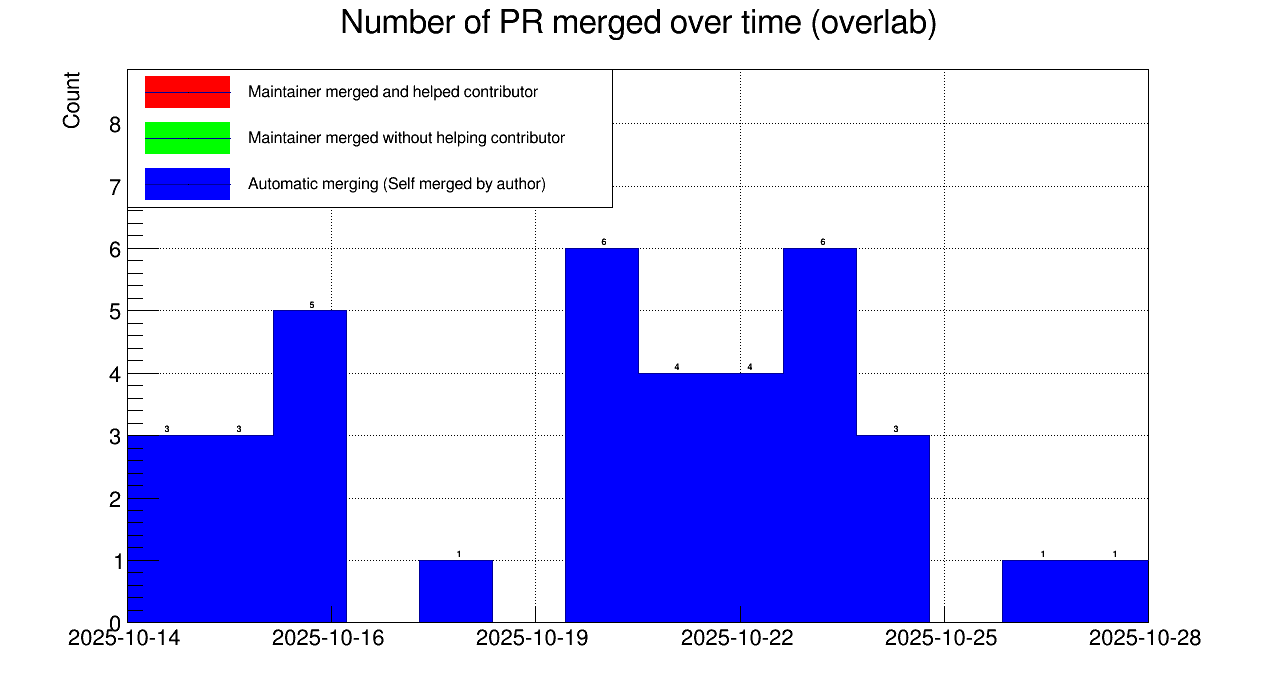 Number of PR merged over time (overlab)
Count
Maintainer merged and helped contributor
Maintainer merged without helping contributor
Automatic merging (Self merged by author)
8
7
6
5
4
3
2
1
0
3 3 5 1 6 4 4 6 3 1 1
2025-10-14 2025-10-16 2025-10-19 2025-10-22 2025-10-25 2025-10-28